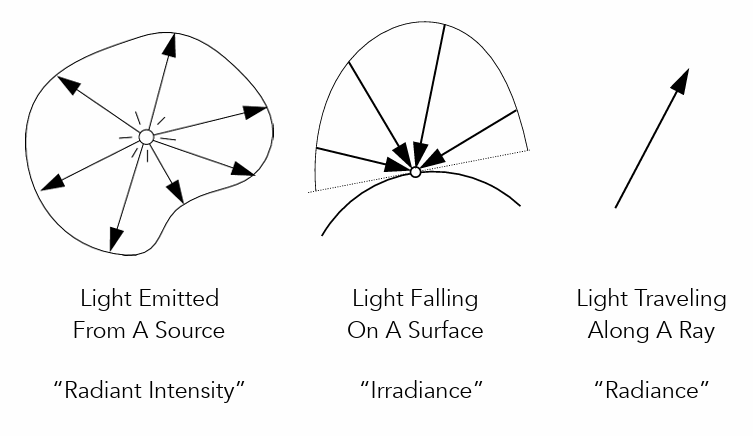 Light Emitted
From A Source
“Radiant Intensity”
Light Falling
On A Surface
“Irradiance”
Light Traveling
Along A Ray
“Radiance”